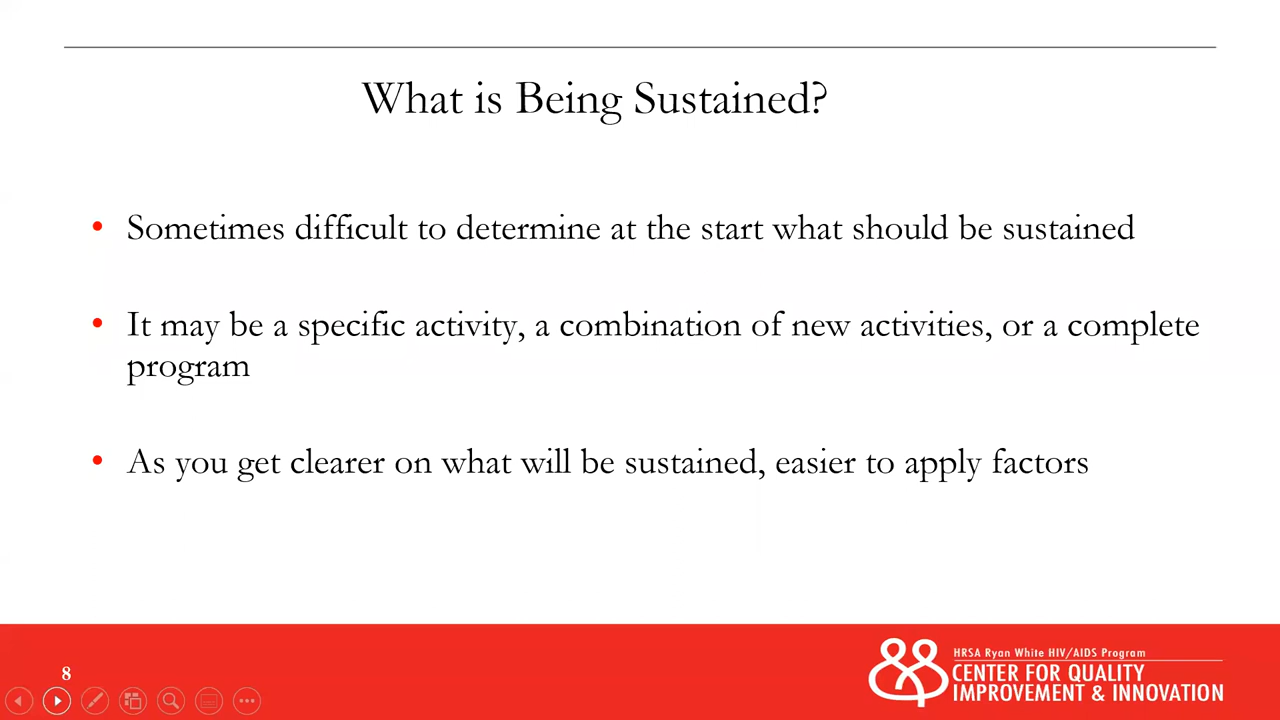 What is Being Sustained?
• Sometimes difficult to determine at the start what should be sustained
• It may be a specific activity, a combination of new activities, or a complete
program
• As you get clearer on what will be sustained, easier to apply factors
8
HRSA Ryan White HIV/AIDS Program
CENTER FOR QUALITY
IMPROVEMENT & INNOVATION